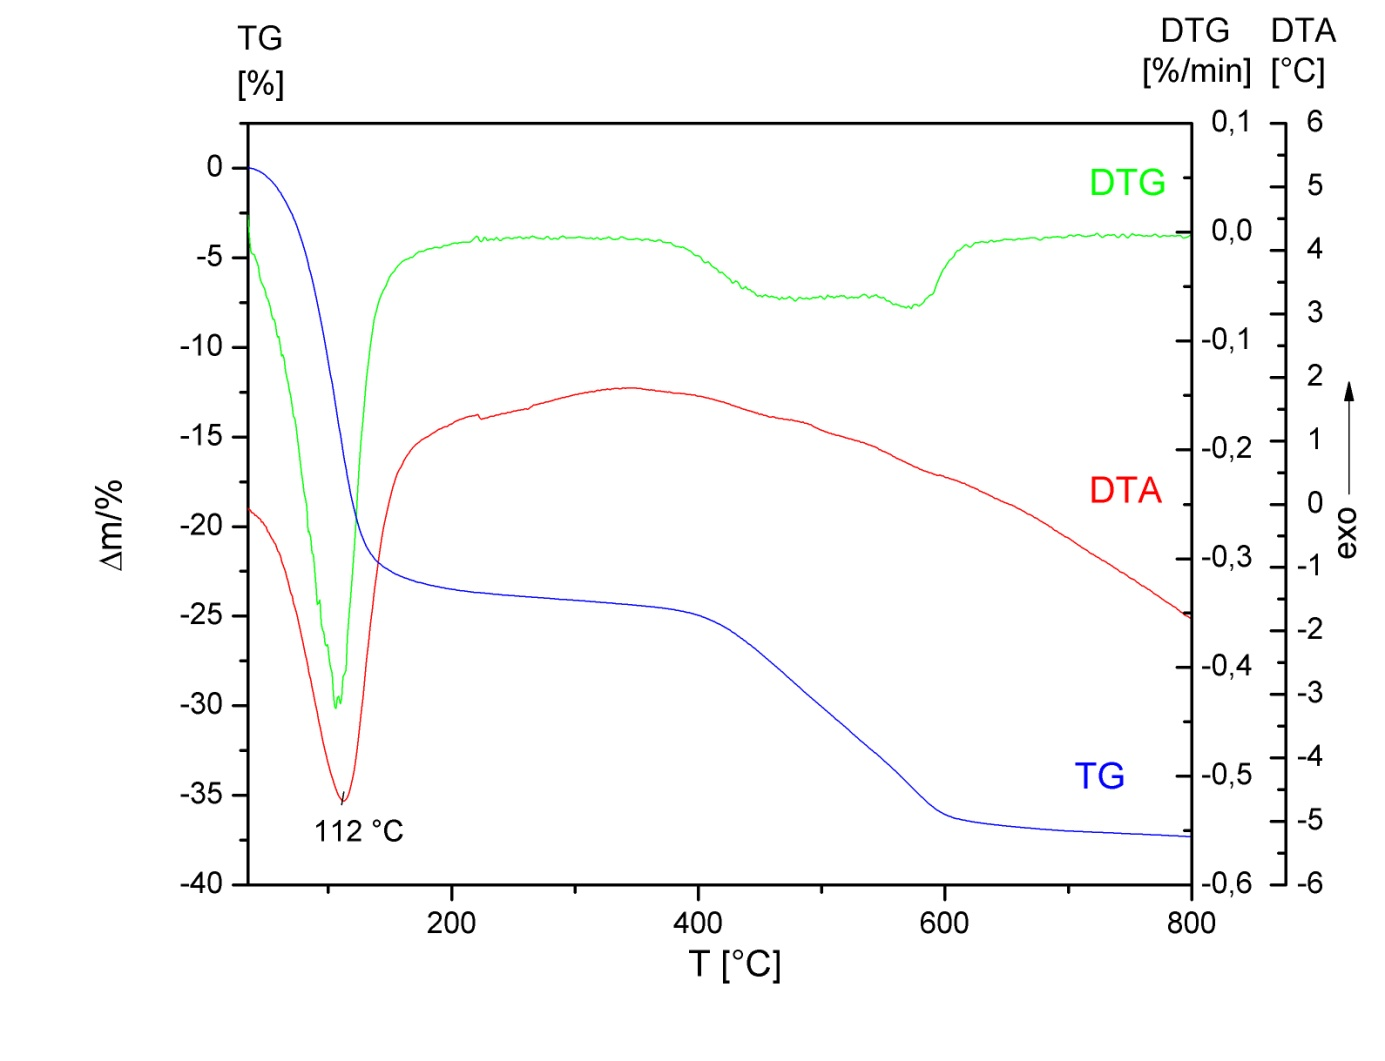 TG
[%]
DTG
[%/min]
DTA
[°C]
0
-5
-10
-15
-20
-25
-30
-35
-40
Δm/%
0,1
0,0
-0,1
-0,2
-0,3
-0,4
-0,5
-0,6
6
5
4
3
2
1
0
-1
-2
-3
-4
-5
-6
exo
DTG
DTA
TG
112 °C
200
400
600
800
T [°C]